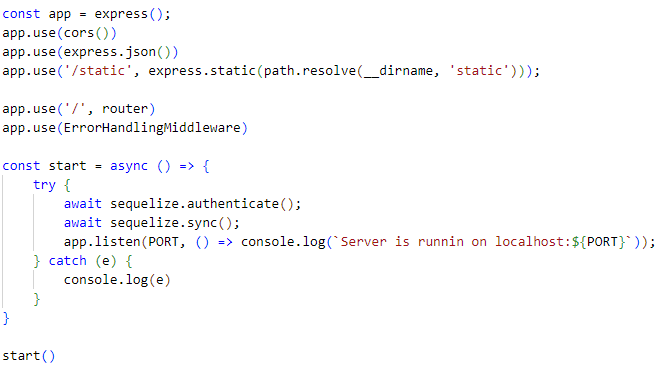 const app = express();
app.use(cors())
app.use(express.json())
app.use('/static', express.static(path.resolve(__dirname, 'static')));

app.use('/', router)
app.use(ErrorHandlingMiddleware)

const start = async () => {
    try {
        await sequelize.authenticate();
        await sequelize.sync();
        app.listen(PORT, () => console.log(`Server is runnin on localhost:${PORT}`));
    } catch (e) {
        console.log(e)
    }
}

start()